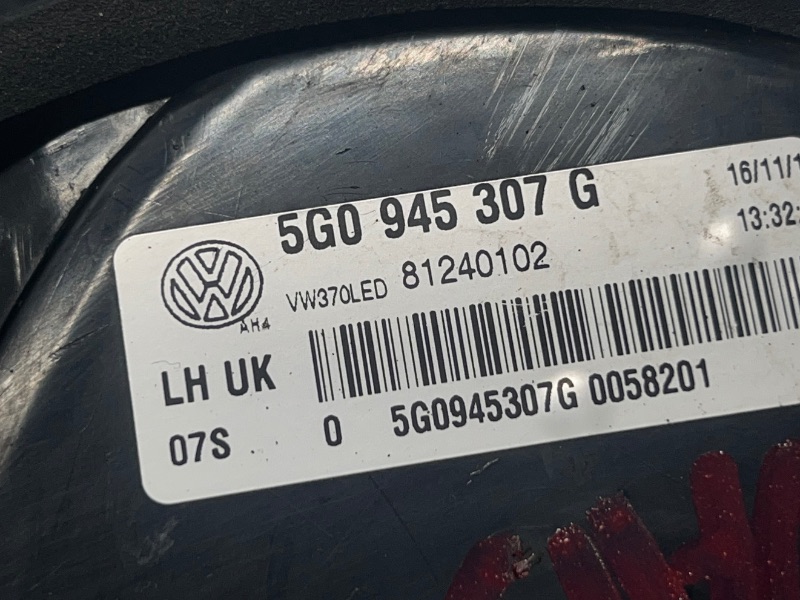 5G0 945 307 G
16/11/1
13:32
VW370LED 81240102
AH4
LH UK
07S
0 5G0945307G 0058201